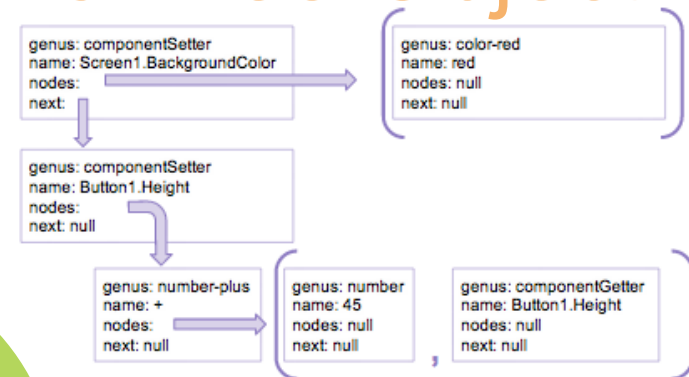 genus: componentSetter
name: Screen1.BackgroundColor
nodes:
next:
genus: color-red
name: red
nodes: null
next: null
genus: componentSetter
name: Button1.Height
nodes:
next: null
genus: number-plus
name: +
nodes:
next: null
genus: number
name: 45
nodes: null
next: null
,
genus: componentGetter
name: Button1.Height
nodes: null
next: null